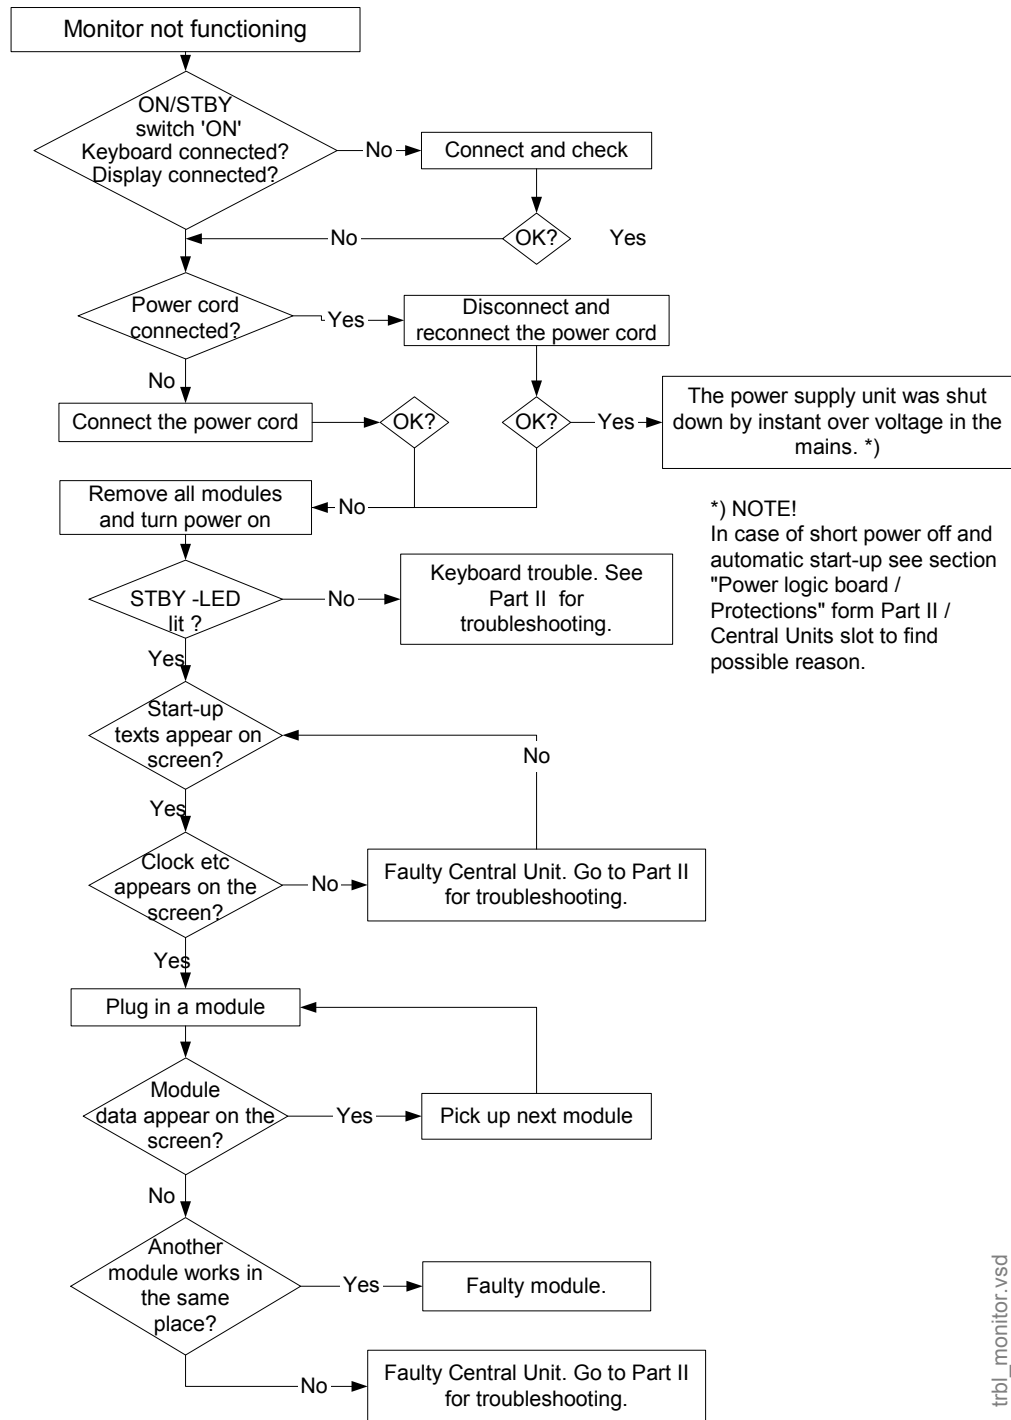 Monitor not functioning
ON/STBY
switch 'ON'
Keyboard connected?
Display connected?
No
Connect and check
No
OK?
Yes
Power cord
connected?
Yes
Disconnect and
reconnect the power cord
No
Connect the power cord
OK?
OK?
Yes
The power supply unit was shut
down by instant over voltage in the
mains. *)
Remove all modules
and turn power on
No
*) NOTE!
In case of short power off and
automatic start-up see section
"Power logic board /
Protections" form Part II /
Central Units slot to find
possible reason.
STBY -LED
lit ?
No
Keyboard trouble. See
Part II for
troubleshooting.
Yes
Start-up
texts appear on
screen?
No
Yes
Clock etc
appears on the
screen?
No
Faulty Central Unit. Go to Part II
for troubleshooting.
Yes
Plug in a module
Module
data appear on the
screen?
Yes
Pick up next module
No
Another
module works in
the same
place?
Yes
Faulty module.
No
Faulty Central Unit. Go to Part II
for troubleshooting.
trbl_monitor.vsd